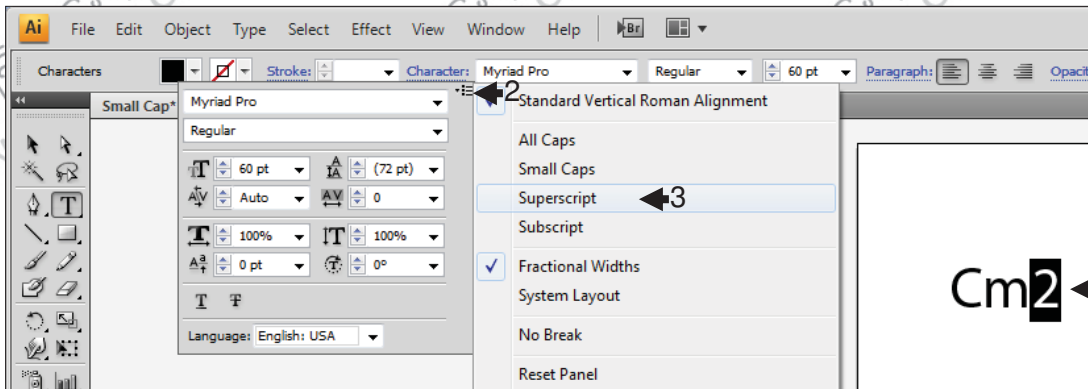 Ai File Edit Object Type Select Effect View Window Help Br
Characters Stroke: Character: Myriad Pro Regular 60 pt Paragraph: Opacit
Small Cap*
Myriad Pro
Regular
60 pt (72 pt)
Auto 0
100% 100%
0 pt 0°
Language: English: USA
2
Standard Vertical Roman Alignment
All Caps
Small Caps
Superscript 3
Subscript
Fractional Widths
System Layout
No Break
Reset Panel
Cm2